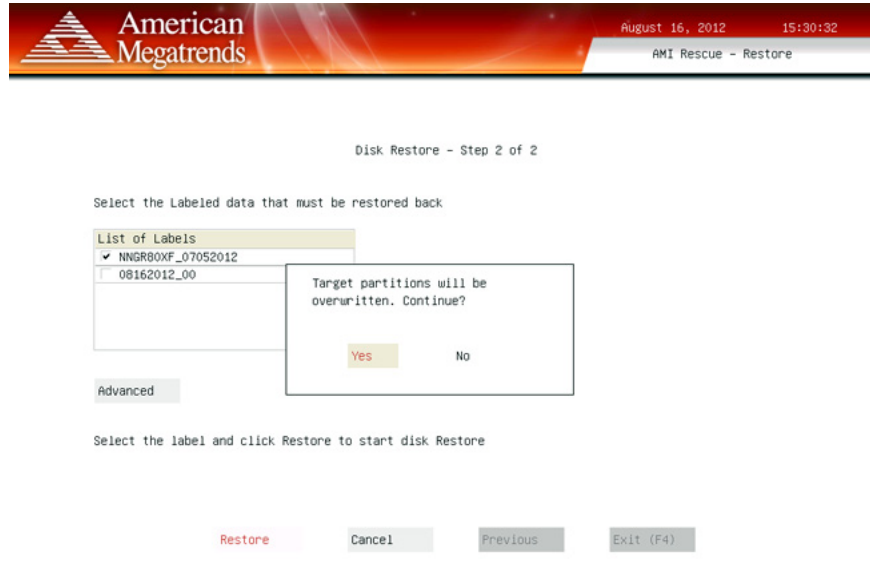 American
Megatrends
August 16, 2012 15:30:32
AMI Rescue - Restore
Disk Restore - Step 2 of 2
Select the Labeled data that must be restored back
List of Labels
NNGR80XF_07052012
08162012_00
Target partitions will be
overwritten. Continue?
Yes No
Advanced
Select the label and click Restore to start disk Restore
Restore Cancel Previous Exit (F4)